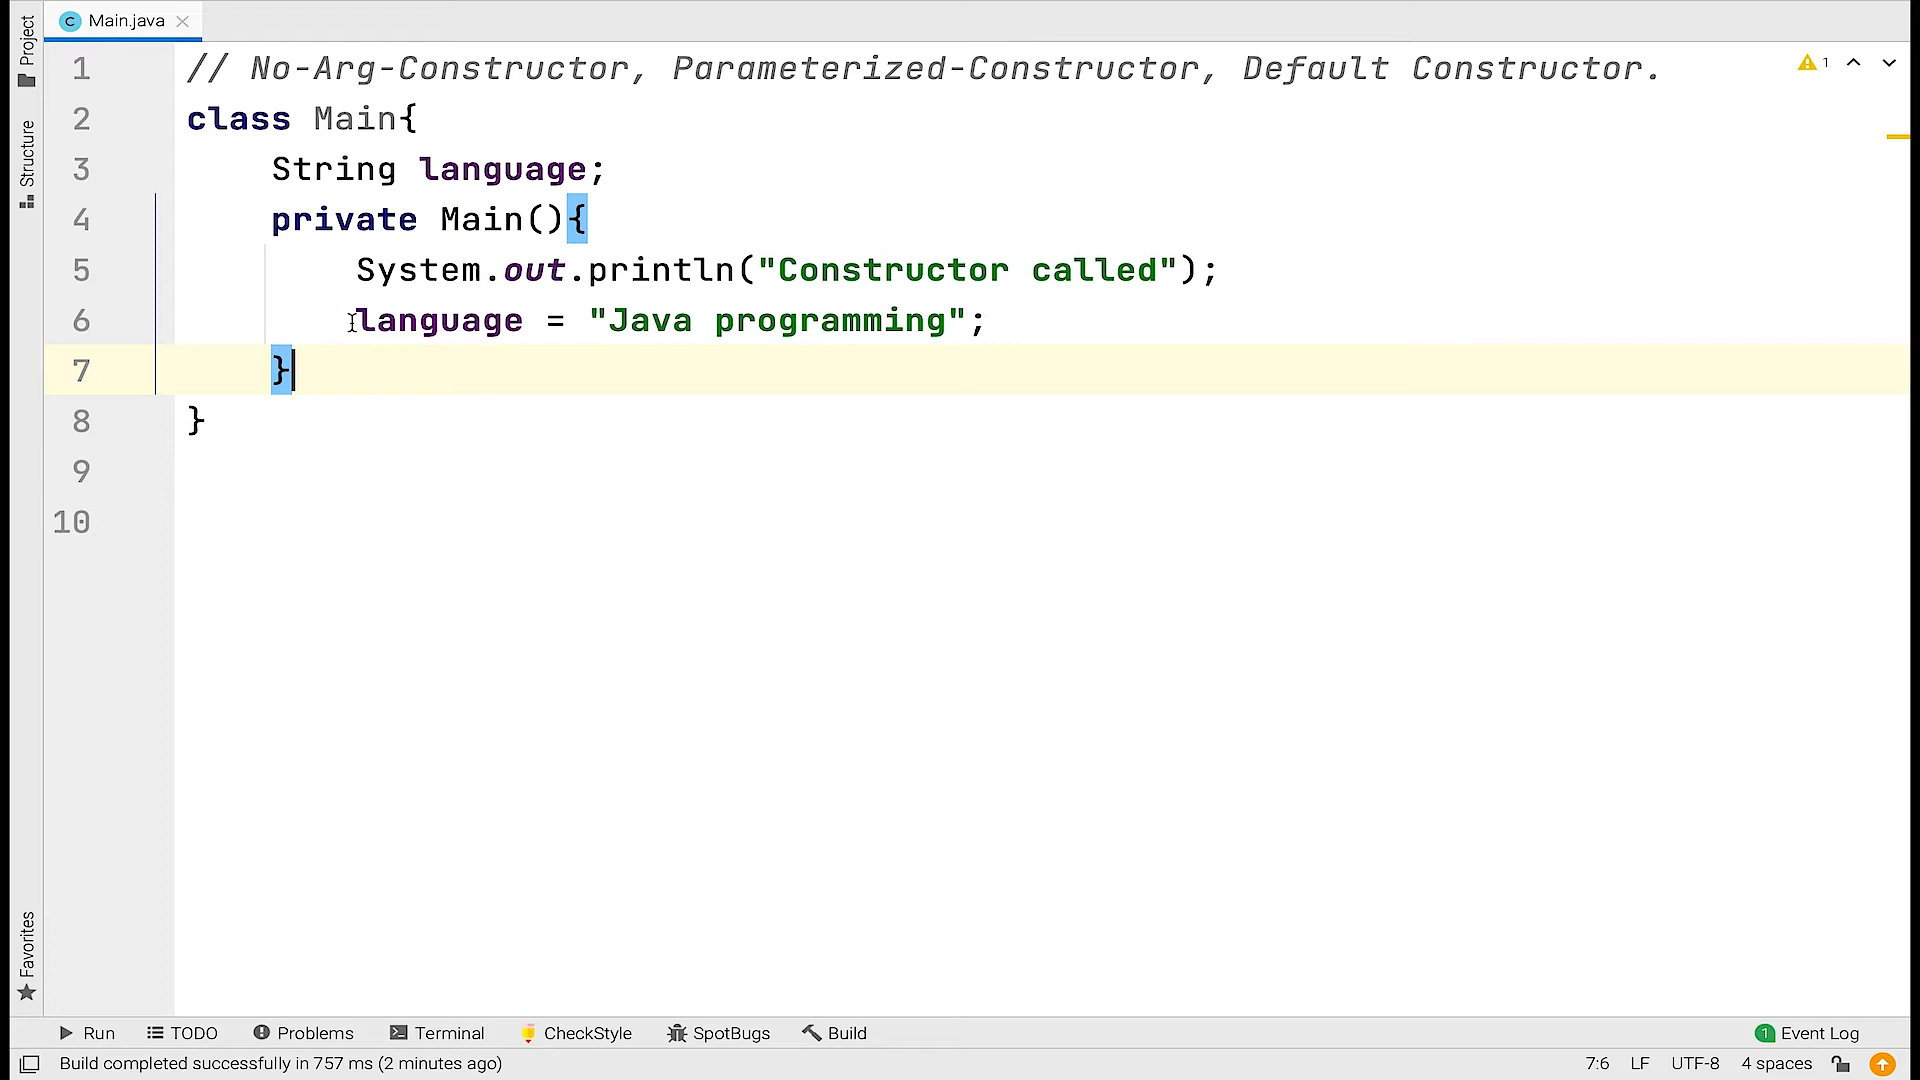 Project
Structure
Favorites
Main.java
1 // No-Arg-Constructor, Parameterized-Constructor, Default Constructor.
1
2 class Main{
3 String language;
4 private Main(){
5 System.out.println("Constructor called");
6 language = "Java programming";
7 }
8 }
9
10
Run TODO Problems Terminal CheckStyle SpotBugs Build 1 Event Log
Build completed successfully in 757 ms (2 minutes ago) 7:6 LF UTF-8 4 spaces